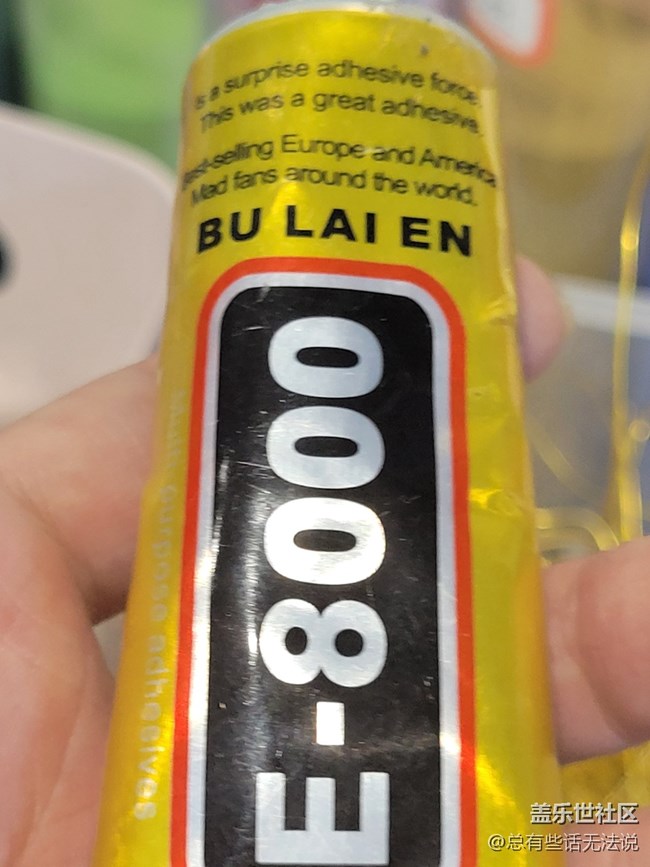 is a surprise adhesive force.
This was a great adhesive.
Best-selling Europe and America
Mad fans around the world.
BU LAI EN
E-8000
Multi purpose adhesives
盖乐世社区
@总有些话无法说